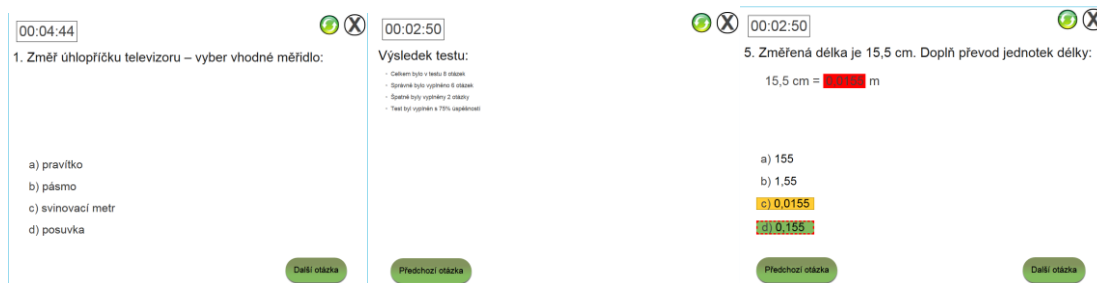 00:04:44
X
1. Změř úhlopříčku televizoru – vyber vhodné měřidlo:
a) pravítko
b) pásmo
c) svinovací metr
d) posuvka
Další otázka
00:02:50
X
Výsledek testu:
- Celkem bylo v testu 8 otázek
- Správně bylo vyplněno 6 otázek
- Špatně byly vyplněny 2 otázky
- Test byl vyplněn s 75% úspěšností
Předchozí otázka
00:02:50
X
5. Změřená délka je 15,5 cm. Doplň převod jednotek délky:
15,5 cm = 0,0155 m
a) 155
b) 1,55
c) 0,0155
d) 0,155
Předchozí otázka
Další otázka